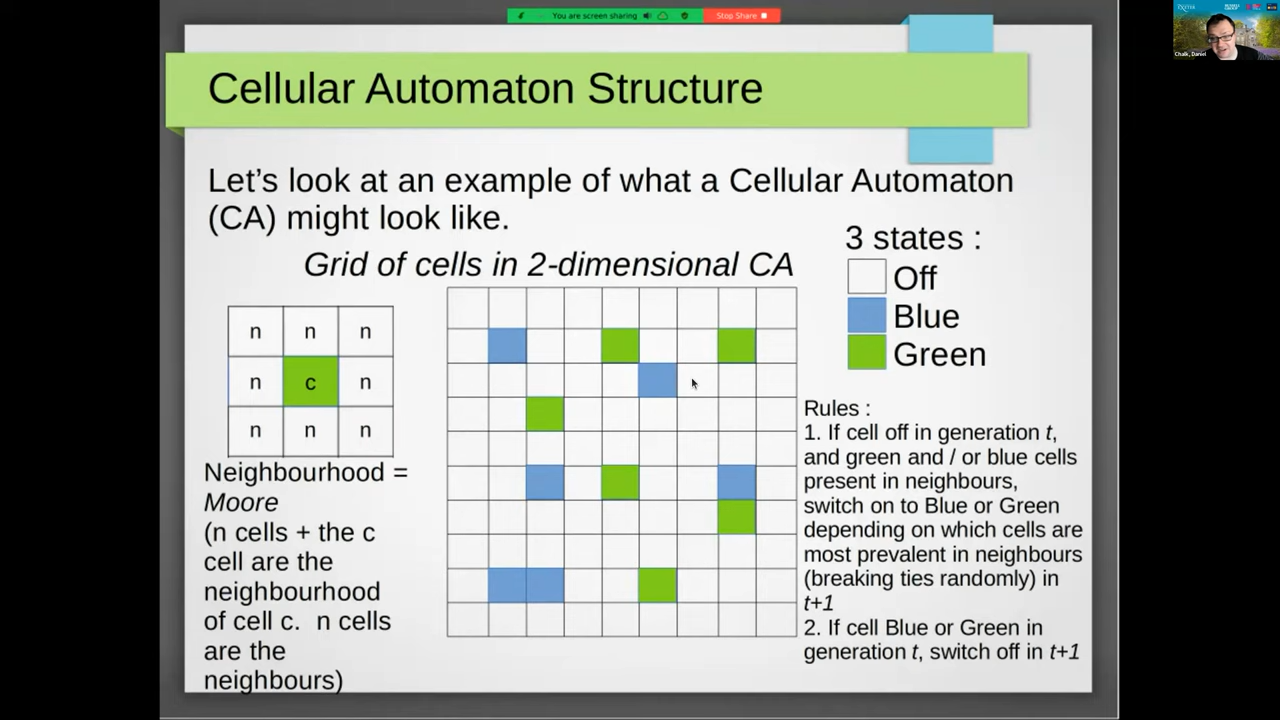 You are screen sharing
Stop Share
Chalk, Daniel
Cellular Automaton Structure
Let's look at an example of what a Cellular Automaton
(CA) might look like.
Grid of cells in 2-dimensional CA
n n n
n c n
n n n
Neighbourhood =
Moore
(n cells + the c
cell are the
neighbourhood
of cell c.  n cells
are the
neighbours)
3 states :
Off
Blue
Green
Rules :
1. If cell off in generation t,
and green and / or blue cells
present in neighbours,
switch on to Blue or Green
depending on which cells are
most prevalent in neighbours
(breaking ties randomly) in
t+1
2. If cell Blue or Green in
generation t, switch off in t+1